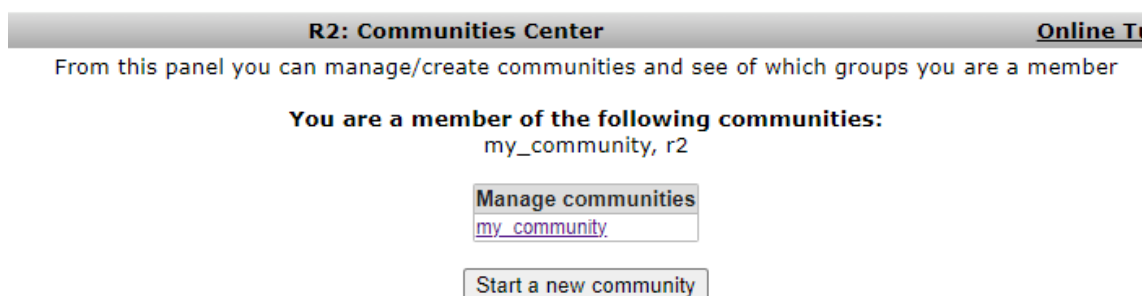 R2: Communities Center Online
From this panel you can manage/create communities and see of which groups you are a member
You are a member of the following communities:
my_community, r2
Manage communities
my_community
Start a new community